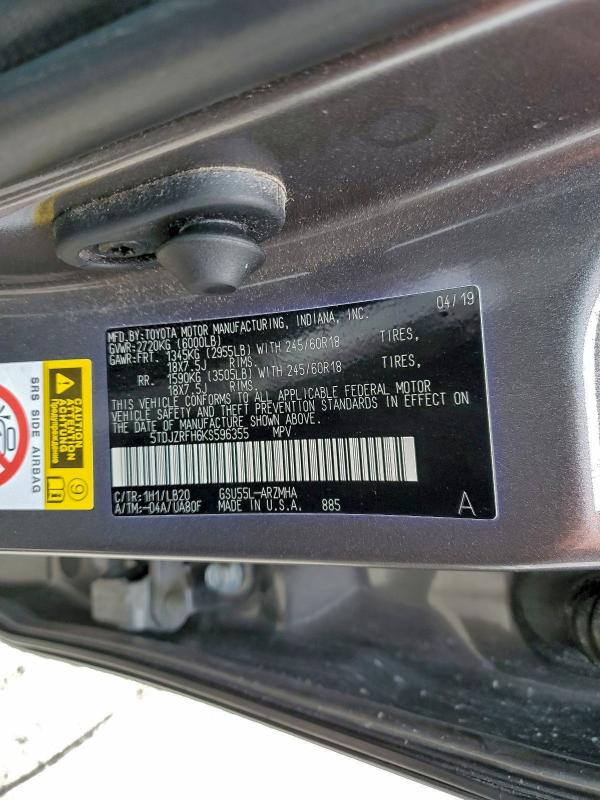 MFD.BY:TOYOTA MOTOR MANUFACTURING, INDIANA, INC. 04/19
GVWR:2720KG (6000LB)
GAWR:FRT. 1345KG (2955LB) WITH 245/60R18 TIRES,
18X7.5J RIMS.
RR. 1590KG (3505LB) WITH 245/60R18 TIRES,
18X7.5J RIMS.
THIS VEHICLE CONFORMS TO ALL APPLICABLE FEDERAL MOTOR
VEHICLE SAFETY AND THEFT PREVENTION STANDARDS IN EFFECT ON
THE DATE OF MANUFACTURE SHOWN ABOVE.
5TDJZRFH6KS596355 MPV
C/TR:1H1/LB20 GSU55L-ARZMHA
A/TM:-04A/UA80F MADE IN U.S.A. 885 A
SRS SIDE AIRBAG
CAUTION
ATTENTION
9